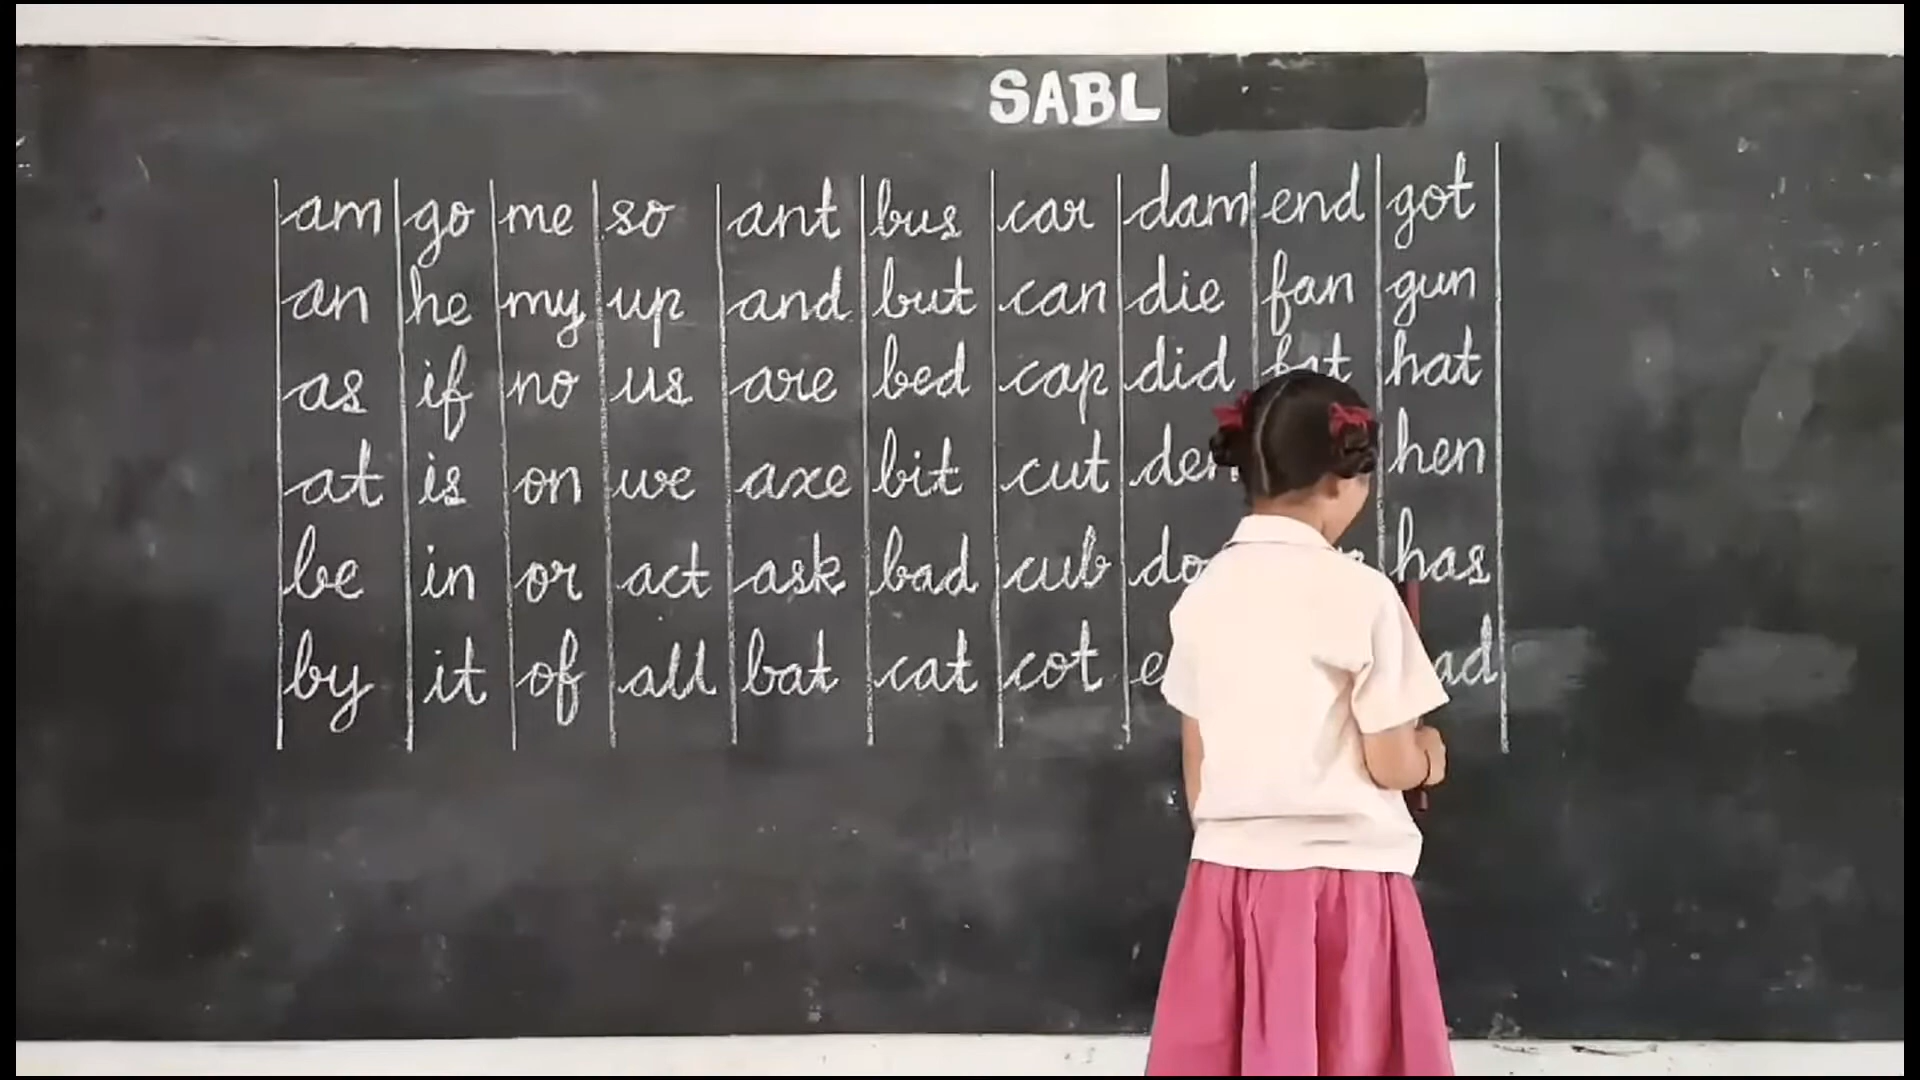 SABL
am go me so ant bus car dam end got
an he my up and but can die fan gun
as if no us are bed cap did hat
at is on we axe bit cut hen
be in or act ask bad cub has
by it of all bat cat cot